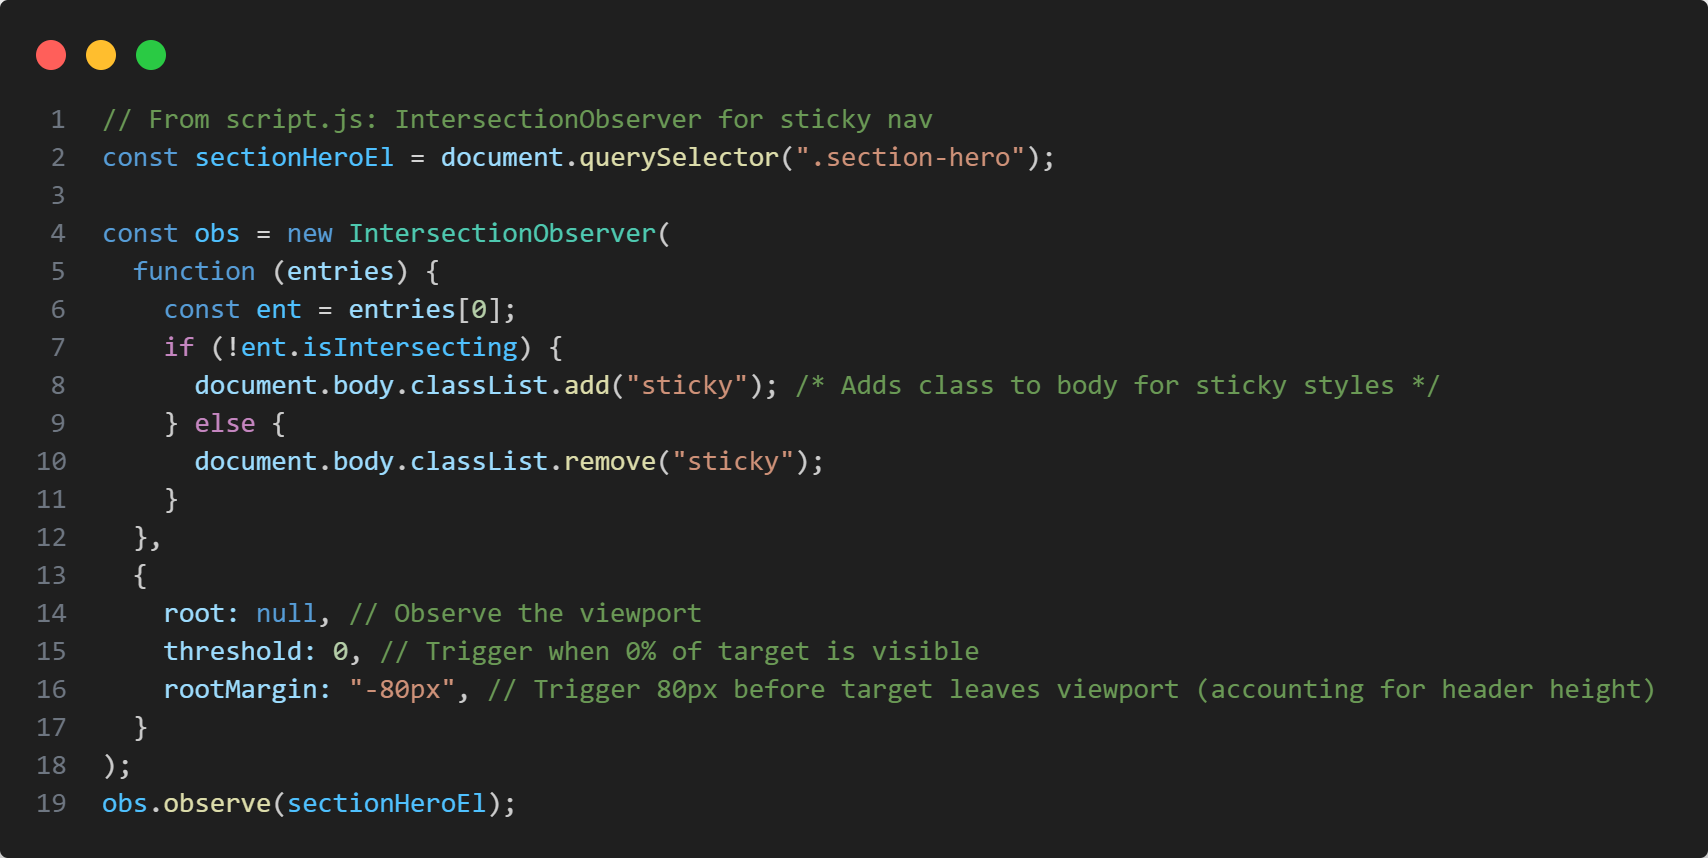 1 // From script.js: IntersectionObserver for sticky nav
2 const sectionHeroEl = document.querySelector(".section-hero");
3
4 const obs = new IntersectionObserver(
5   function (entries) {
6     const ent = entries[0];
7     if (!ent.isIntersecting) {
8       document.body.classList.add("sticky"); /* Adds class to body for sticky styles */
9     } else {
10       document.body.classList.remove("sticky");
11     }
12   },
13   {
14     root: null, // Observe the viewport
15     threshold: 0, // Trigger when 0% of target is visible
16     rootMargin: "-80px", // Trigger 80px before target leaves viewport (accounting for header height)
17   }
18 );
19 obs.observe(sectionHeroEl);